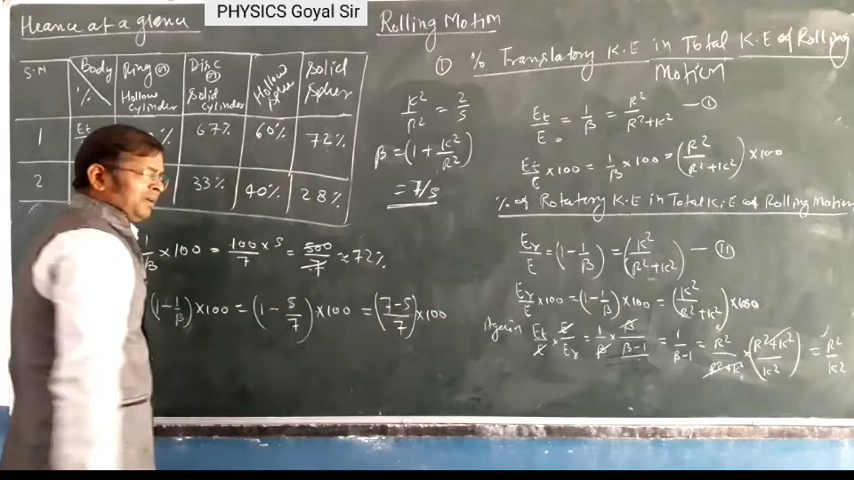 PHYSICS Goyal Sir
Heance at a glance
Rolling Motion
① % Translatory K.E in Total K.E of Rolling
Motion
S.N Body % Ring ⓞⓡ Hollow Cylinder Disc ⓞⓡ Solid Cylinder Hollow Solid Spher
1 Et % 67% 60% 72%
2 33% 40% 28%
K²/R² = 2/5
β = (1 + K²/R²)
= 7/5
Et/E = 1/β = R²/R²+K² — ①
Et/E ×100 = 1/β ×100 = (R²/R²+K²) ×100
% of Rotatory K.E in Total K.E of Rolling Motion
Er/E = (1-1/β) = (K²/R²+K²) — ⑪
Er/E ×100 = (1-1/β) ×100 = (K²/R²+K²) ×100
Again Et/E × E/Er = 1/β × β/β-1 = 1/β-1 = R²/R²+K² × (R²+K²/K²) = R²/K²
1/β ×100 = 100×5/7 = 500/7 ≈ 72%
(1-1/β) ×100 = (1 - 5/7) ×100 = (7-5/7) ×100